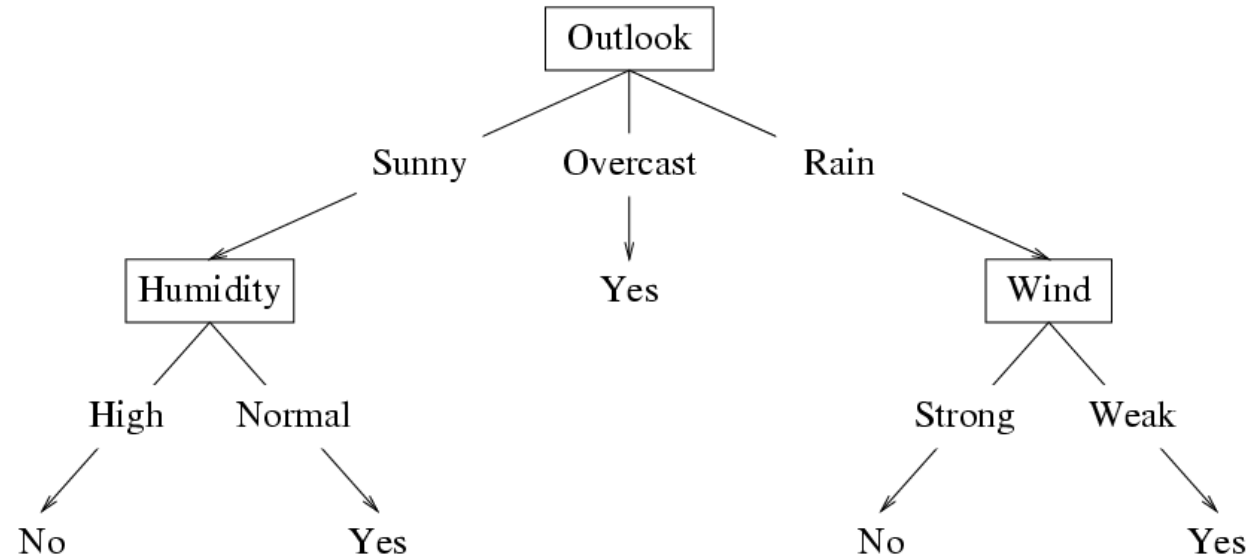 Outlook
Sunny Overcast Rain
Humidity Yes Wind
High Normal Strong Weak
No Yes No Yes